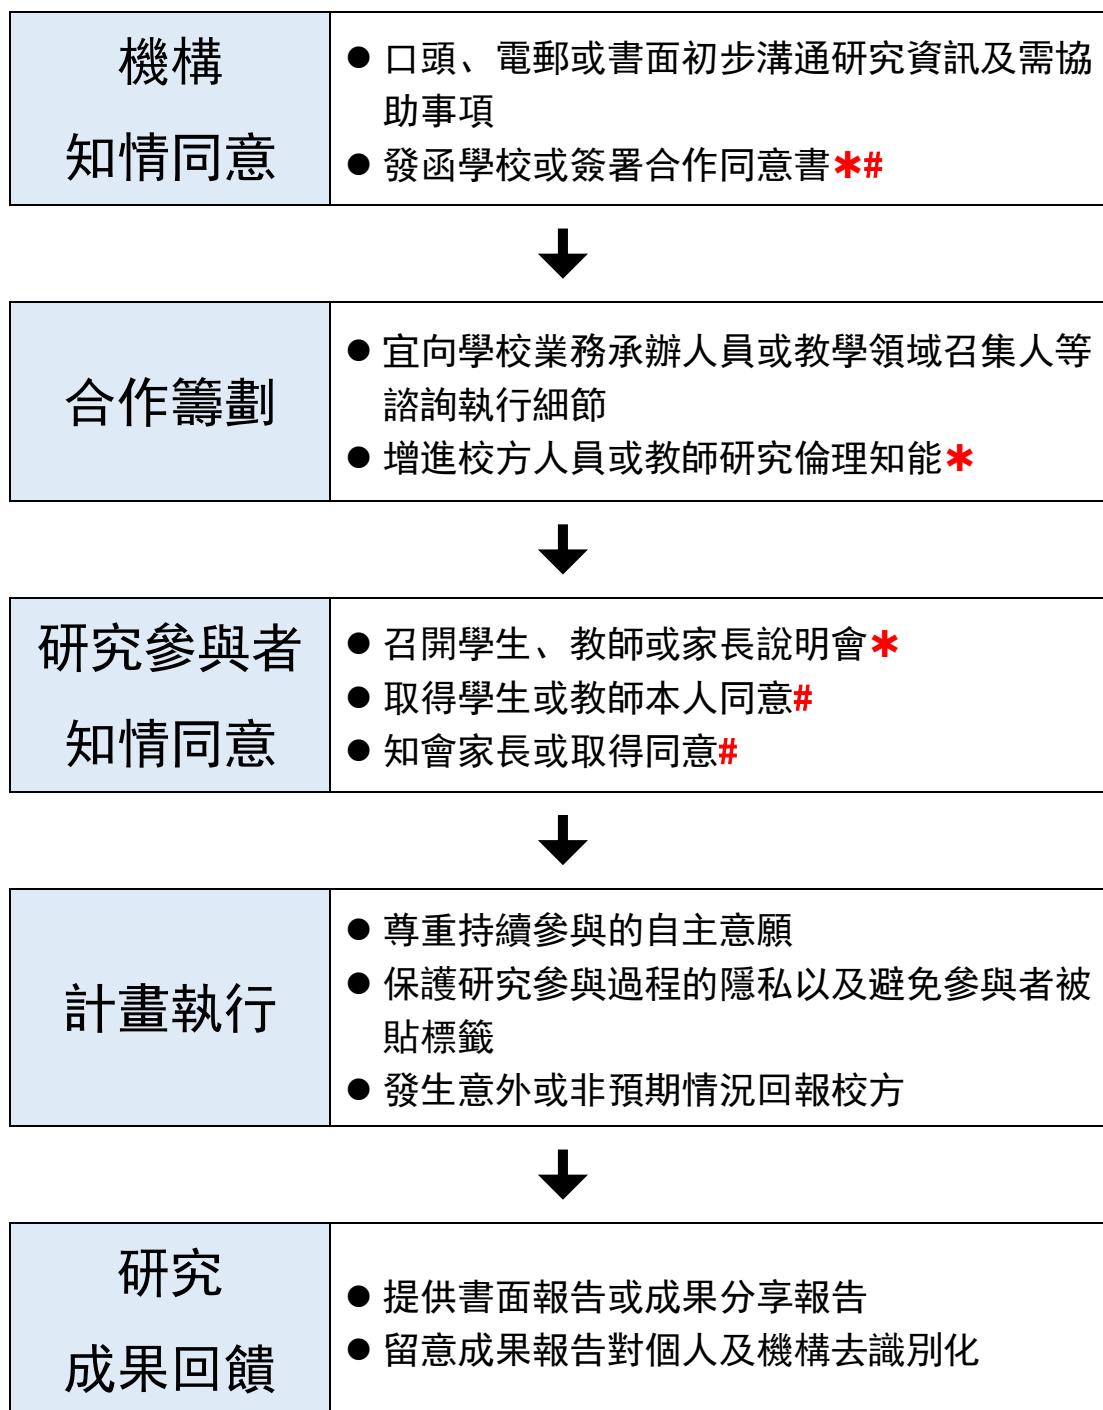 機構
知情同意
● 口頭、電郵或書面初步溝通研究資訊及需協
助事項
● 發函學校或簽署合作同意書*#
合作籌劃
● 宜向學校業務承辦人員或教學領域召集人等
諮詢執行細節
● 增進校方人員或教師研究倫理知能*
研究參與者
知情同意
● 召開學生、教師或家長說明會*
● 取得學生或教師本人同意#
● 知會家長或取得同意#
計畫執行
● 尊重持續參與的自主意願
● 保護研究參與過程的隱私以及避免參與者被
貼標籤
● 發生意外或非預期情況回報校方
研究
成果回饋
● 提供書面報告或成果分享報告
● 留意成果報告對個人及機構去識別化